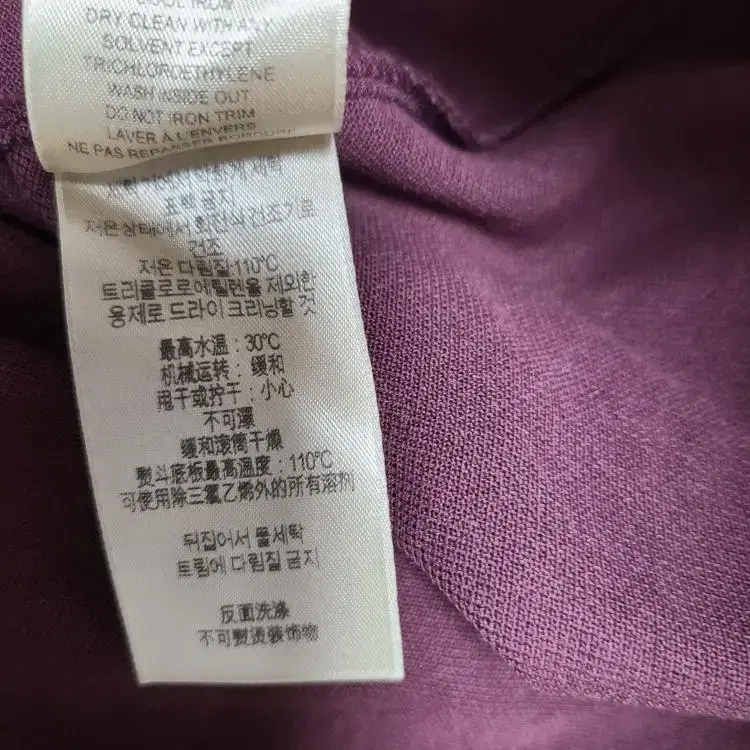 COOL IRON
DRY CLEAN WITH ANY
SOLVENT EXCEPT
TRICHLOROETHYLENE
WASH INSIDE OUT
DO NOT IRON TRIM
LAVER À L'ENVERS
NE PAS REPASSER
세탁
표백 금지
저온 상태에서 회전식 건조기로
건조
저온 다림질:110℃
트리클로로에틸렌을 제외한
용제로 드라이 크리닝할 것
最高水温：30℃
机械运转：缓和
甩干或拧干：小心
不可漂
缓和滚筒干燥
熨斗底板最高温度：110℃
可使用除三氯乙烯外的所有溶剂
뒤집어서 물세탁
트림에 다림질 금지
反面洗涤
不可熨烫装饰物